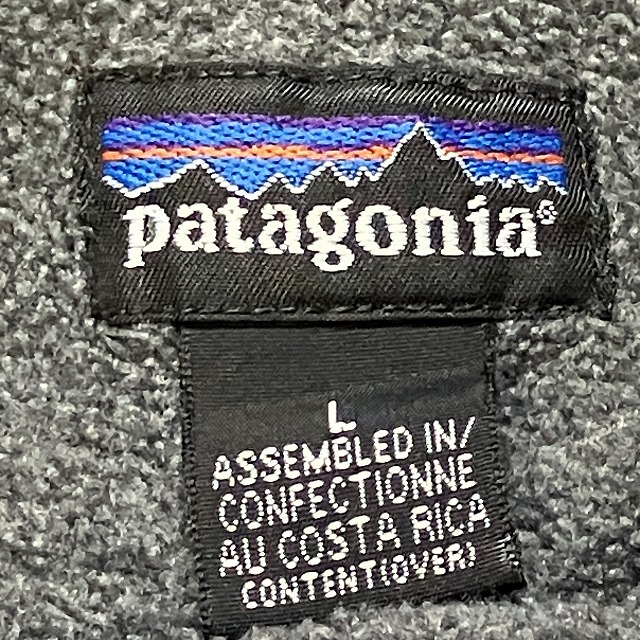 patagonia®
L
ASSEMBLED IN/
CONFECTIONNE
AU COSTA RICA
CONTENT(OVER)